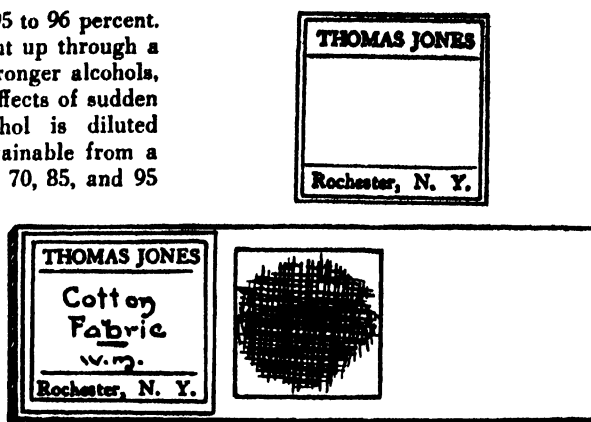 95 to 96 percent.
nt up through a
ronger alcohols,
ffects of sudden
hol is diluted
ainable from a
70, 85, and 95
THOMAS JONES
Rochester, N. Y.
THOMAS JONES
Cotton
Fabric
w.m.
Rochester, N. Y.